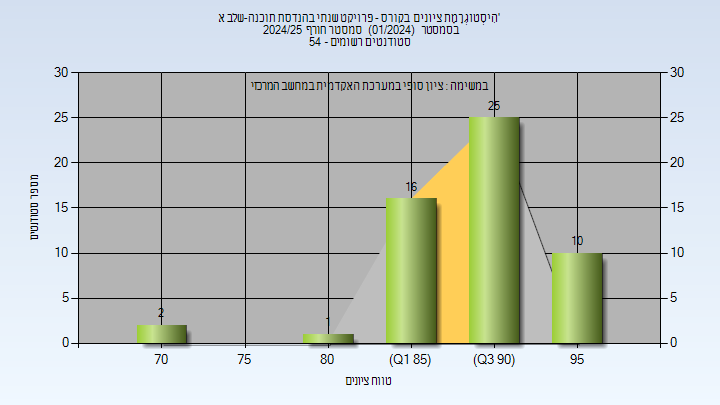 הִיסְטוֹגְרַמַת ציונים בקורס - פרויקט שנתי בהנדסת תוכנה-שלב א'
בסמסטר (01/2024) סמסטר חורף 2024/25
סטודנטים רשומים - 54
במשימה : ציון סופי במערכת האקדמית במחשב המרכזי
30 30
25 25
20 20
15 15
10 10
5 5
0 0
2 1 16 25 10
מספר סטודנטים
70 75 80 (Q1 85) (Q3 90) 95
טווח ציונים